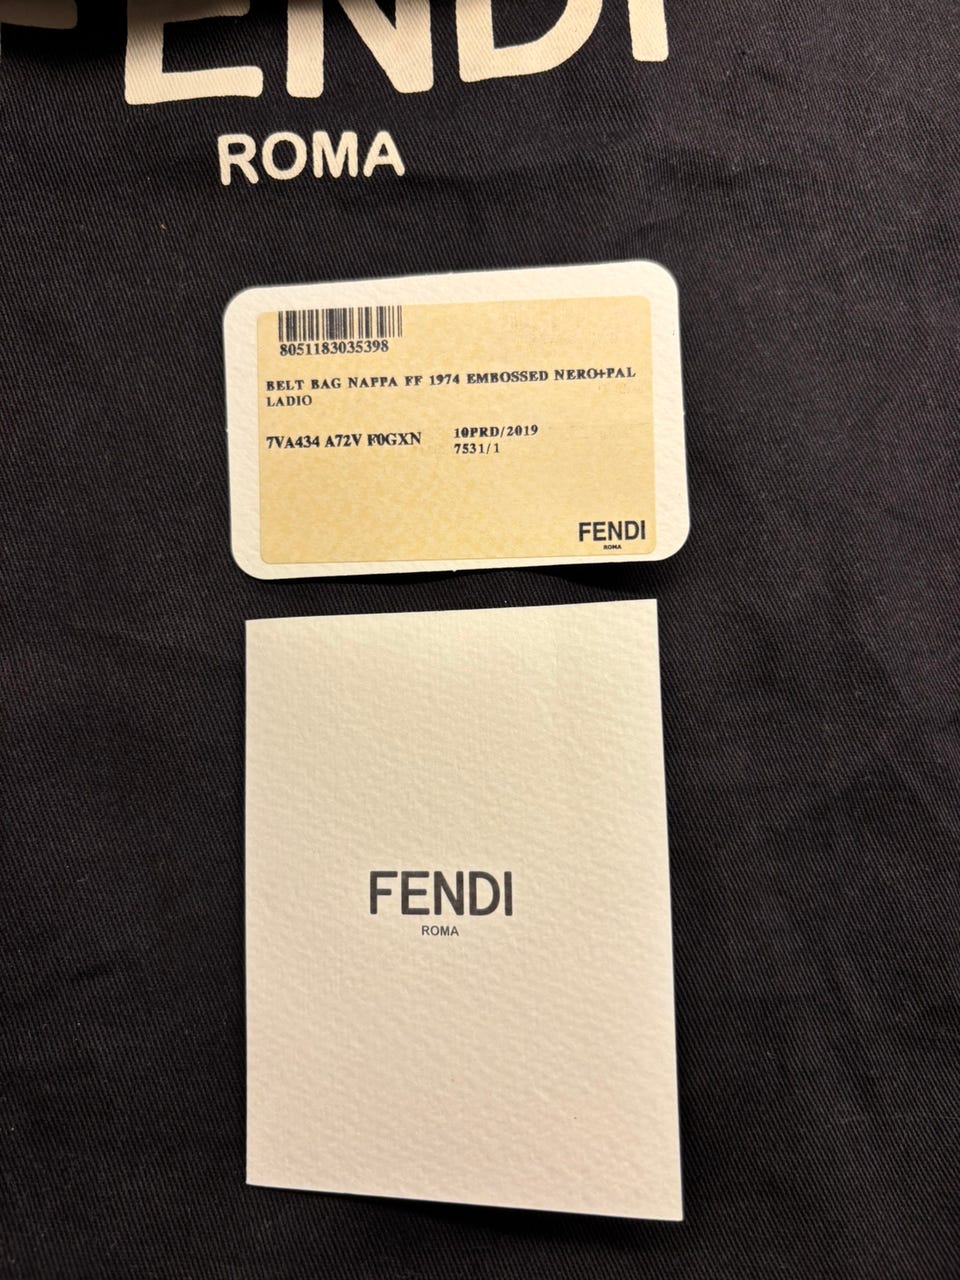 FENDI
ROMA
8051183035398
BELT BAG NAPPA FF 1974 EMBOSSED NERO+PAL
LADIO
7VA434 A72V F0GXN
10PRD/2019
7531/1
FENDI
ROMA
FENDI
ROMA